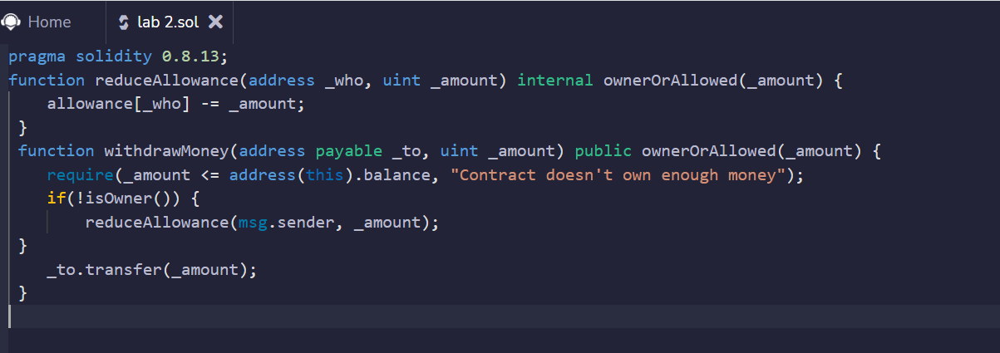 Home lab 2.sol
pragma solidity 0.8.13;
function reduceAllowance(address _who, uint _amount) internal ownerOrAllowed(_amount) {
    allowance[_who] -= _amount;
}
function withdrawMoney(address payable _to, uint _amount) public ownerOrAllowed(_amount) {
    require(_amount <= address(this).balance, "Contract doesn't own enough money");
    if(!isOwner()) {
        reduceAllowance(msg.sender, _amount);
}
    _to.transfer(_amount);
}